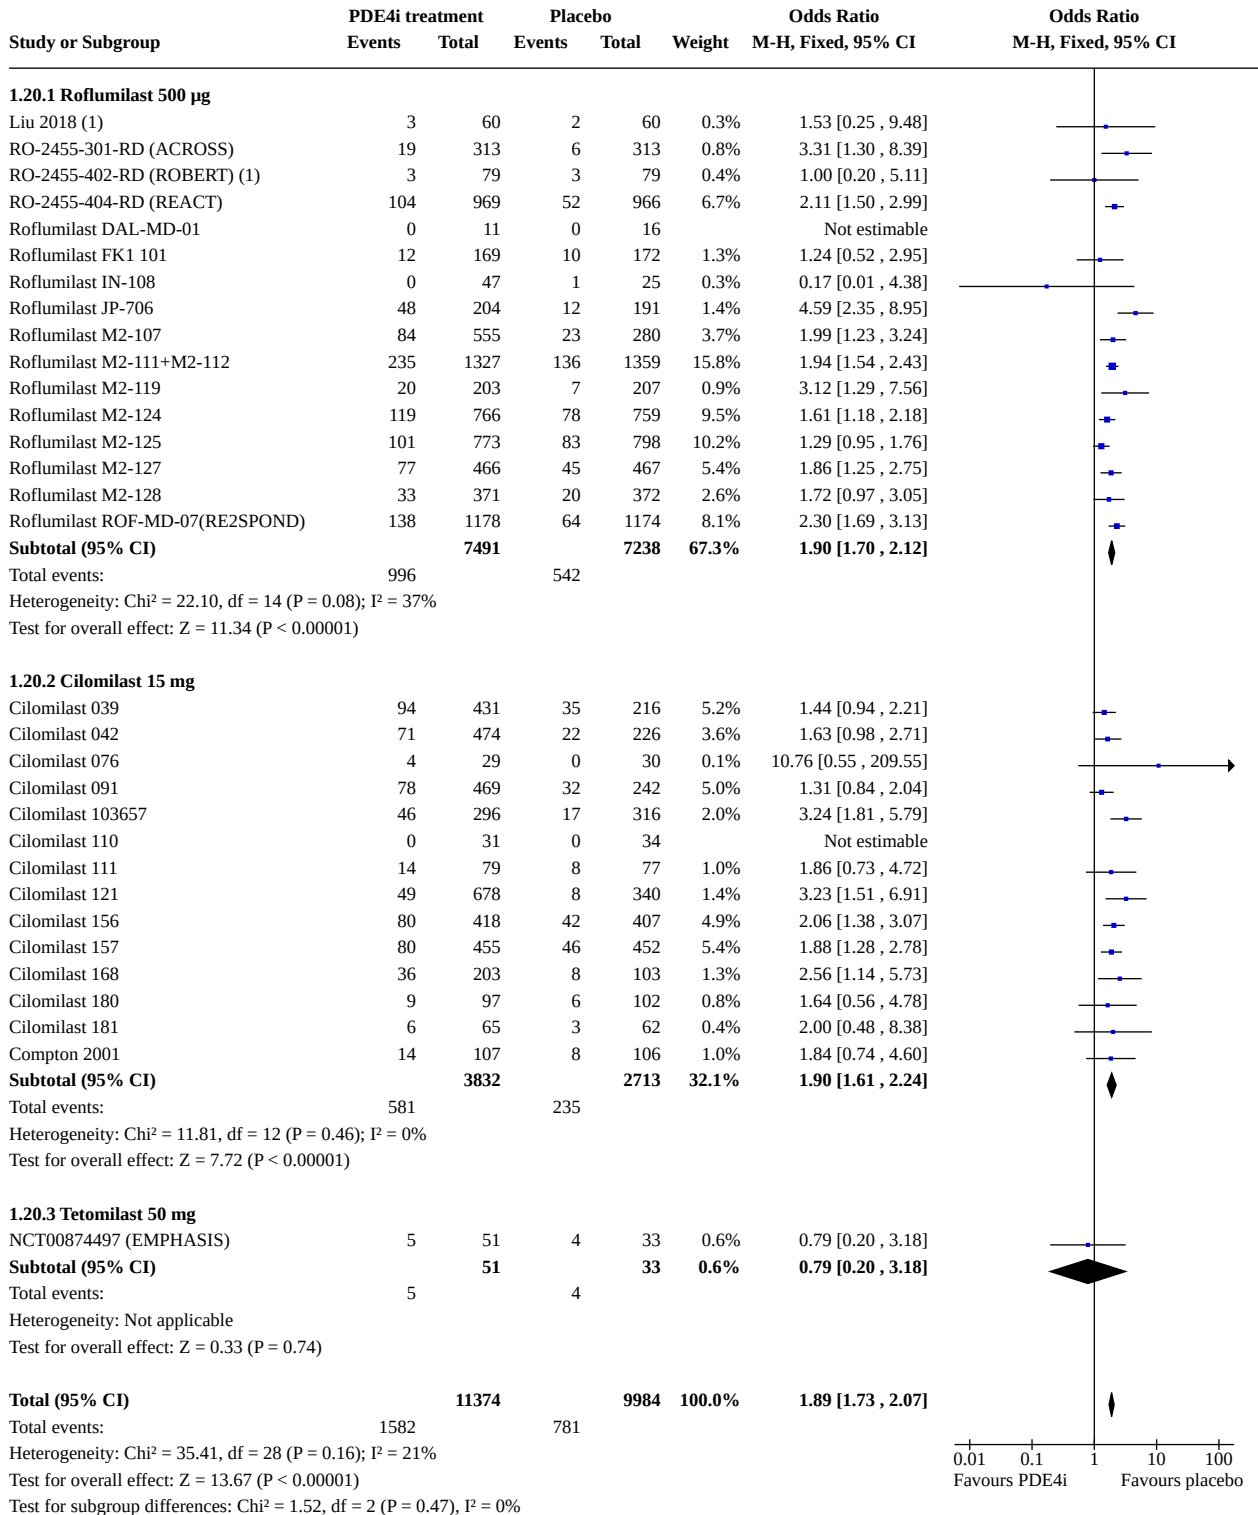 PDE4i treatment Placebo Odds Ratio Odds Ratio
Study or Subgroup Events Total Events Total Weight M-H, Fixed, 95% CI M-H, Fixed, 95% CI
1.20.1 Roflumilast 500 µg
Liu 2018 (1) 3 60 2 60 0.3% 1.53 [0.25 , 9.48]
RO-2455-301-RD (ACROSS) 19 313 6 313 0.8% 3.31 [1.30 , 8.39]
RO-2455-402-RD (ROBERT) (1) 3 79 3 79 0.4% 1.00 [0.20 , 5.11]
RO-2455-404-RD (REACT) 104 969 52 966 6.7% 2.11 [1.50 , 2.99]
Roflumilast DAL-MD-01 0 11 0 16 Not estimable
Roflumilast FK1 101 12 169 10 172 1.3% 1.24 [0.52 , 2.95]
Roflumilast IN-108 0 47 1 25 0.3% 0.17 [0.01 , 4.38]
Roflumilast JP-706 48 204 12 191 1.4% 4.59 [2.35 , 8.95]
Roflumilast M2-107 84 555 23 280 3.7% 1.99 [1.23 , 3.24]
Roflumilast M2-111+M2-112 235 1327 136 1359 15.8% 1.94 [1.54 , 2.43]
Roflumilast M2-119 20 203 7 207 0.9% 3.12 [1.29 , 7.56]
Roflumilast M2-124 119 766 78 759 9.5% 1.61 [1.18 , 2.18]
Roflumilast M2-125 101 773 83 798 10.2% 1.29 [0.95 , 1.76]
Roflumilast M2-127 77 466 45 467 5.4% 1.86 [1.25 , 2.75]
Roflumilast M2-128 33 371 20 372 2.6% 1.72 [0.97 , 3.05]
Roflumilast ROF-MD-07(RE2SPOND) 138 1178 64 1174 8.1% 2.30 [1.69 , 3.13]
Subtotal (95% CI) 7491 7238 67.3% 1.90 [1.70 , 2.12]
Total events: 996 542
Heterogeneity: Chi² = 22.10, df = 14 (P = 0.08); I² = 37%
Test for overall effect: Z = 11.34 (P < 0.00001)
1.20.2 Cilomilast 15 mg
Cilomilast 039 94 431 35 216 5.2% 1.44 [0.94 , 2.21]
Cilomilast 042 71 474 22 226 3.6% 1.63 [0.98 , 2.71]
Cilomilast 076 4 29 0 30 0.1% 10.76 [0.55 , 209.55]
Cilomilast 091 78 469 32 242 5.0% 1.31 [0.84 , 2.04]
Cilomilast 103657 46 296 17 316 2.0% 3.24 [1.81 , 5.79]
Cilomilast 110 0 31 0 34 Not estimable
Cilomilast 111 14 79 8 77 1.0% 1.86 [0.73 , 4.72]
Cilomilast 121 49 678 8 340 1.4% 3.23 [1.51 , 6.91]
Cilomilast 156 80 418 42 407 4.9% 2.06 [1.38 , 3.07]
Cilomilast 157 80 455 46 452 5.4% 1.88 [1.28 , 2.78]
Cilomilast 168 36 203 8 103 1.3% 2.56 [1.14 , 5.73]
Cilomilast 180 9 97 6 102 0.8% 1.64 [0.56 , 4.78]
Cilomilast 181 6 65 3 62 0.4% 2.00 [0.48 , 8.38]
Compton 2001 14 107 8 106 1.0% 1.84 [0.74 , 4.60]
Subtotal (95% CI) 3832 2713 32.1% 1.90 [1.61 , 2.24]
Total events: 581 235
Heterogeneity: Chi² = 11.81, df = 12 (P = 0.46); I² = 0%
Test for overall effect: Z = 7.72 (P < 0.00001)
1.20.3 Tetomilast 50 mg
NCT00874497 (EMPHASIS) 5 51 4 33 0.6% 0.79 [0.20 , 3.18]
Subtotal (95% CI) 51 33 0.6% 0.79 [0.20 , 3.18]
Total events: 5 4
Heterogeneity: Not applicable
Test for overall effect: Z = 0.33 (P = 0.74)
Total (95% CI) 11374 9984 100.0% 1.89 [1.73 , 2.07]
Total events: 1582 781
Heterogeneity: Chi² = 35.41, df = 28 (P = 0.16); I² = 21%
0.01 0.1 1 10 100
Test for overall effect: Z = 13.67 (P < 0.00001)
Favours PDE4i Favours placebo
Test for subgroup differences: Chi² = 1.52, df = 2 (P = 0.47), I² = 0%